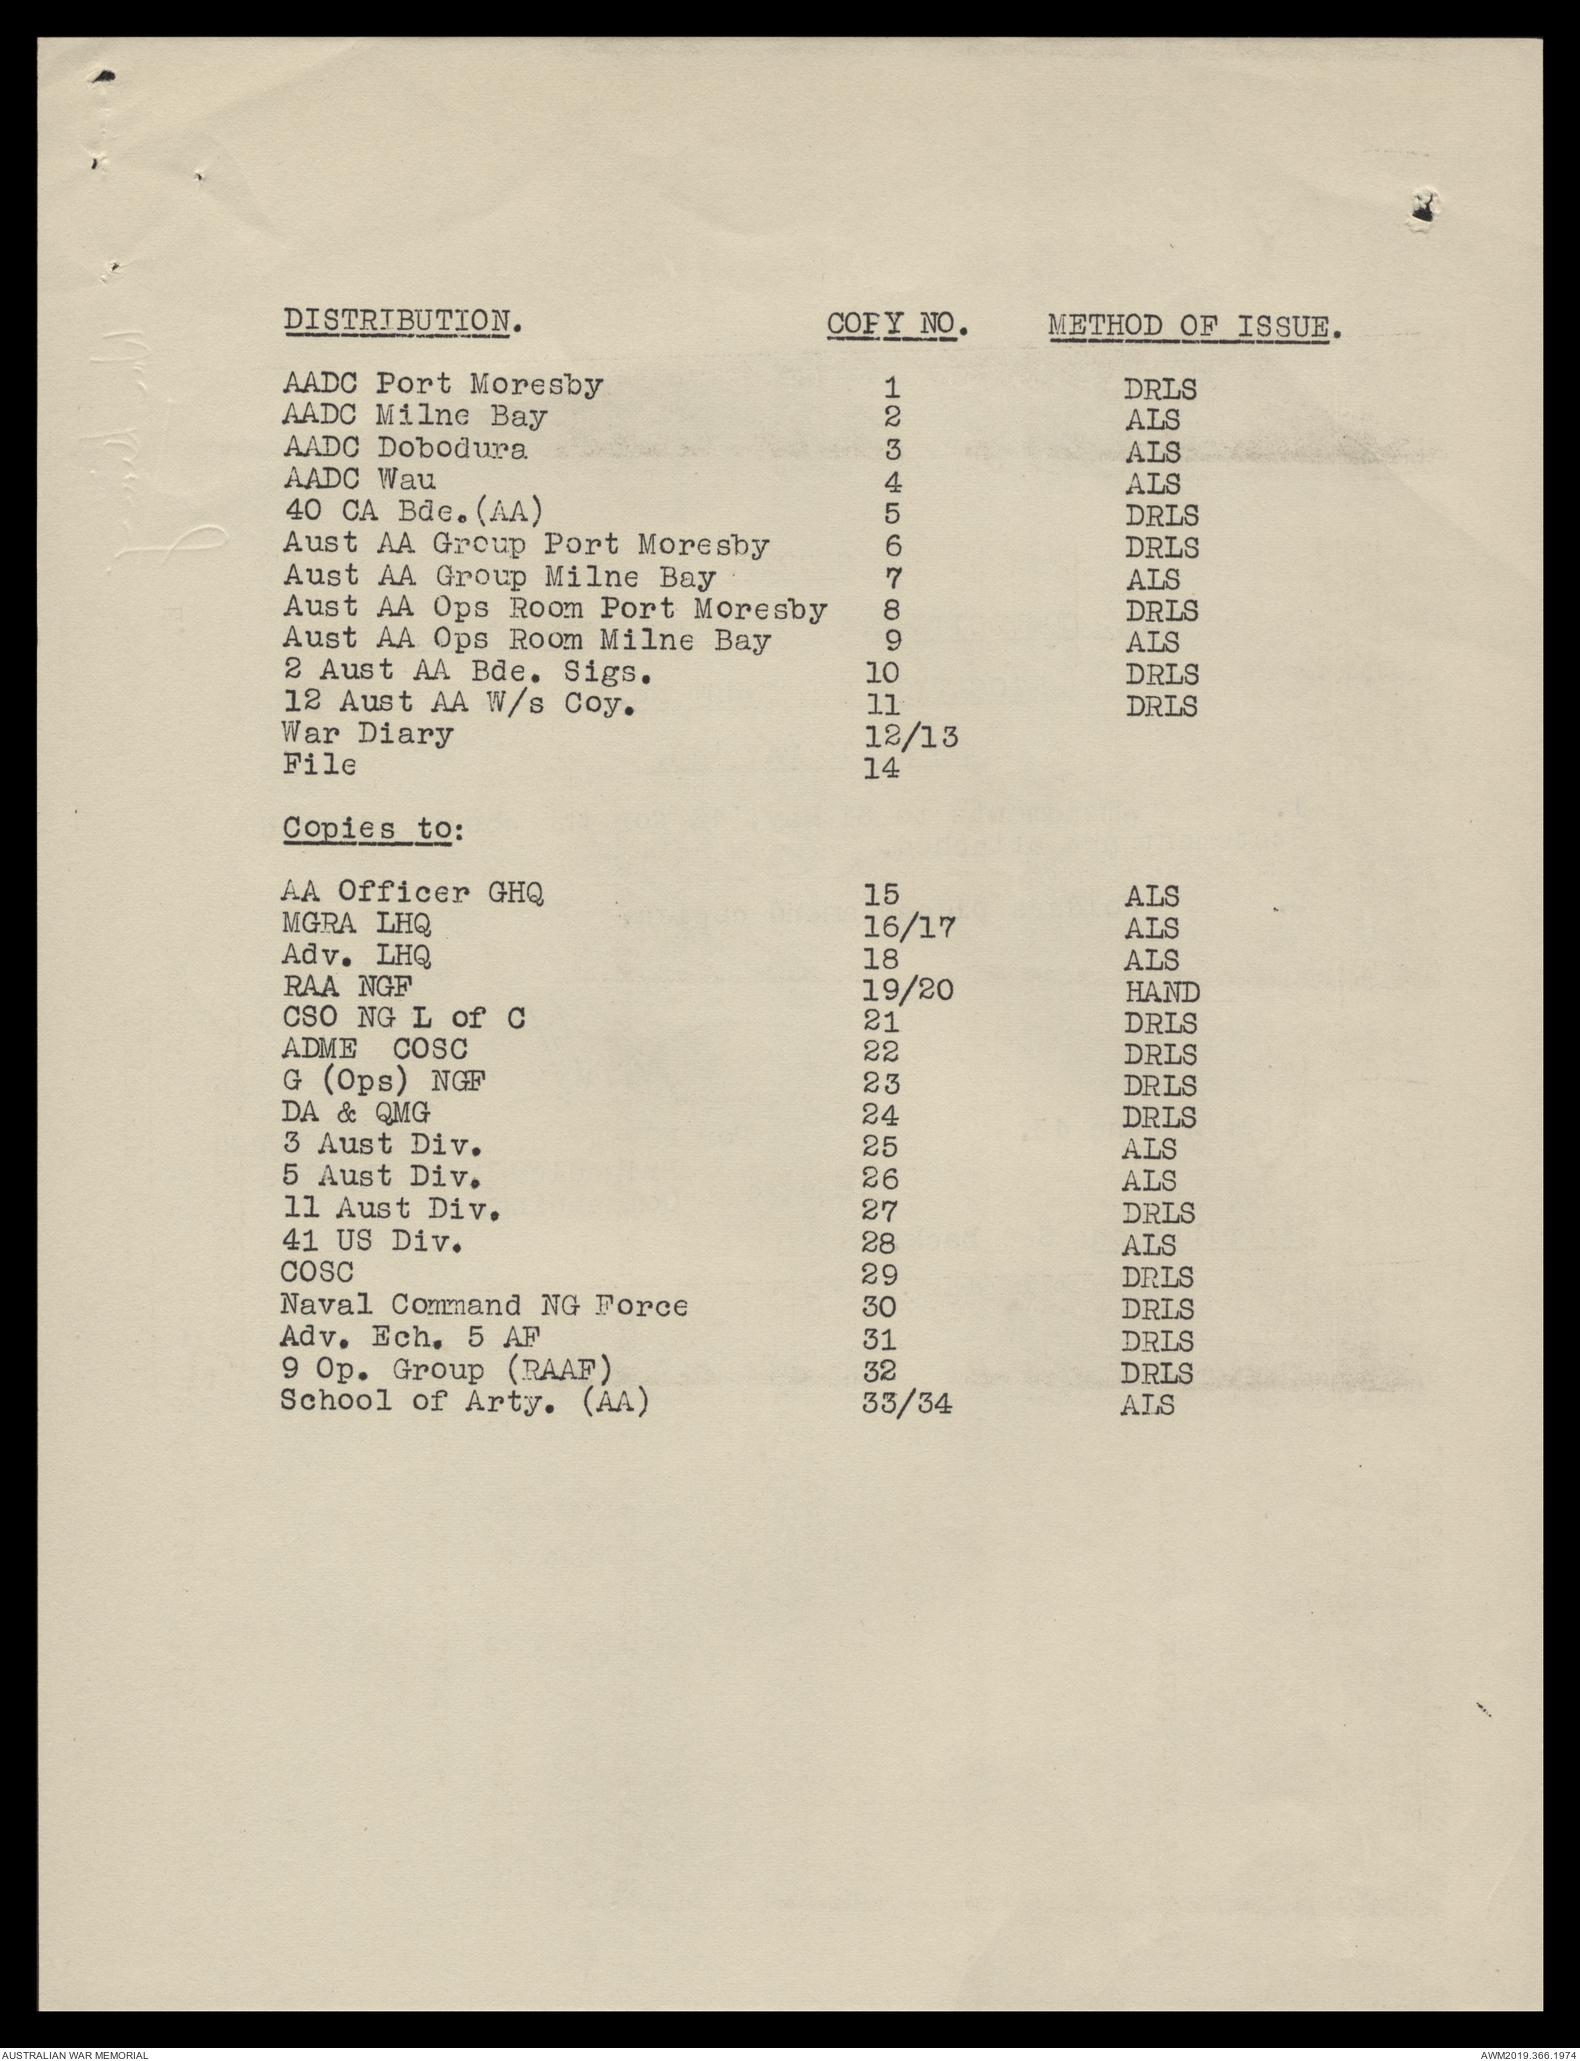 DISTRIBUTION. COPY NO. METHOD OF ISSUE.
AADC Port Moresby 1 DRLS
AADC Milne Bay 2 ALS
AADC Dobodura 3 ALS
AADC Wau 4 ALS
40 CA Bde.(AA) 5 DRLS
Aust AA Group Port Moresby 6 DRLS
Aust AA Group Milne Bay 7 ALS
Aust AA Ops Room Port Moresby 8 DRLS
Aust AA Ops Room Milne Bay 9 ALS
2 Aust AA Bde. Sigs. 10 DRLS
12 Aust AA W/s Coy. 11 DRLS
War Diary 12/13
File 14
Copies to:
AA Officer GHQ 15 ALS
MGRA LHQ 16/17 ALS
Adv. LHQ 18 ALS
RAA NGF 19/20 HAND
CSO NG L of C 21 DRLS
ADME COSC 22 DRLS
G (Ops) NGF 23 DRLS
DA & QMG 24 DRLS
3 Aust Div. 25 ALS
5 Aust Div. 26 ALS
11 Aust Div. 27 DRLS
41 US Div. 28 ALS
COSC 29 DRLS
Naval Command NG Force 30 DRLS
Adv. Ech. 5 AF 31 DRLS
9 Op. Group (RAAF) 32 DRLS
School of Arty. (AA) 33/34 ALS
AUSTRALIAN WAR MEMORIAL AWM2019.366.1974